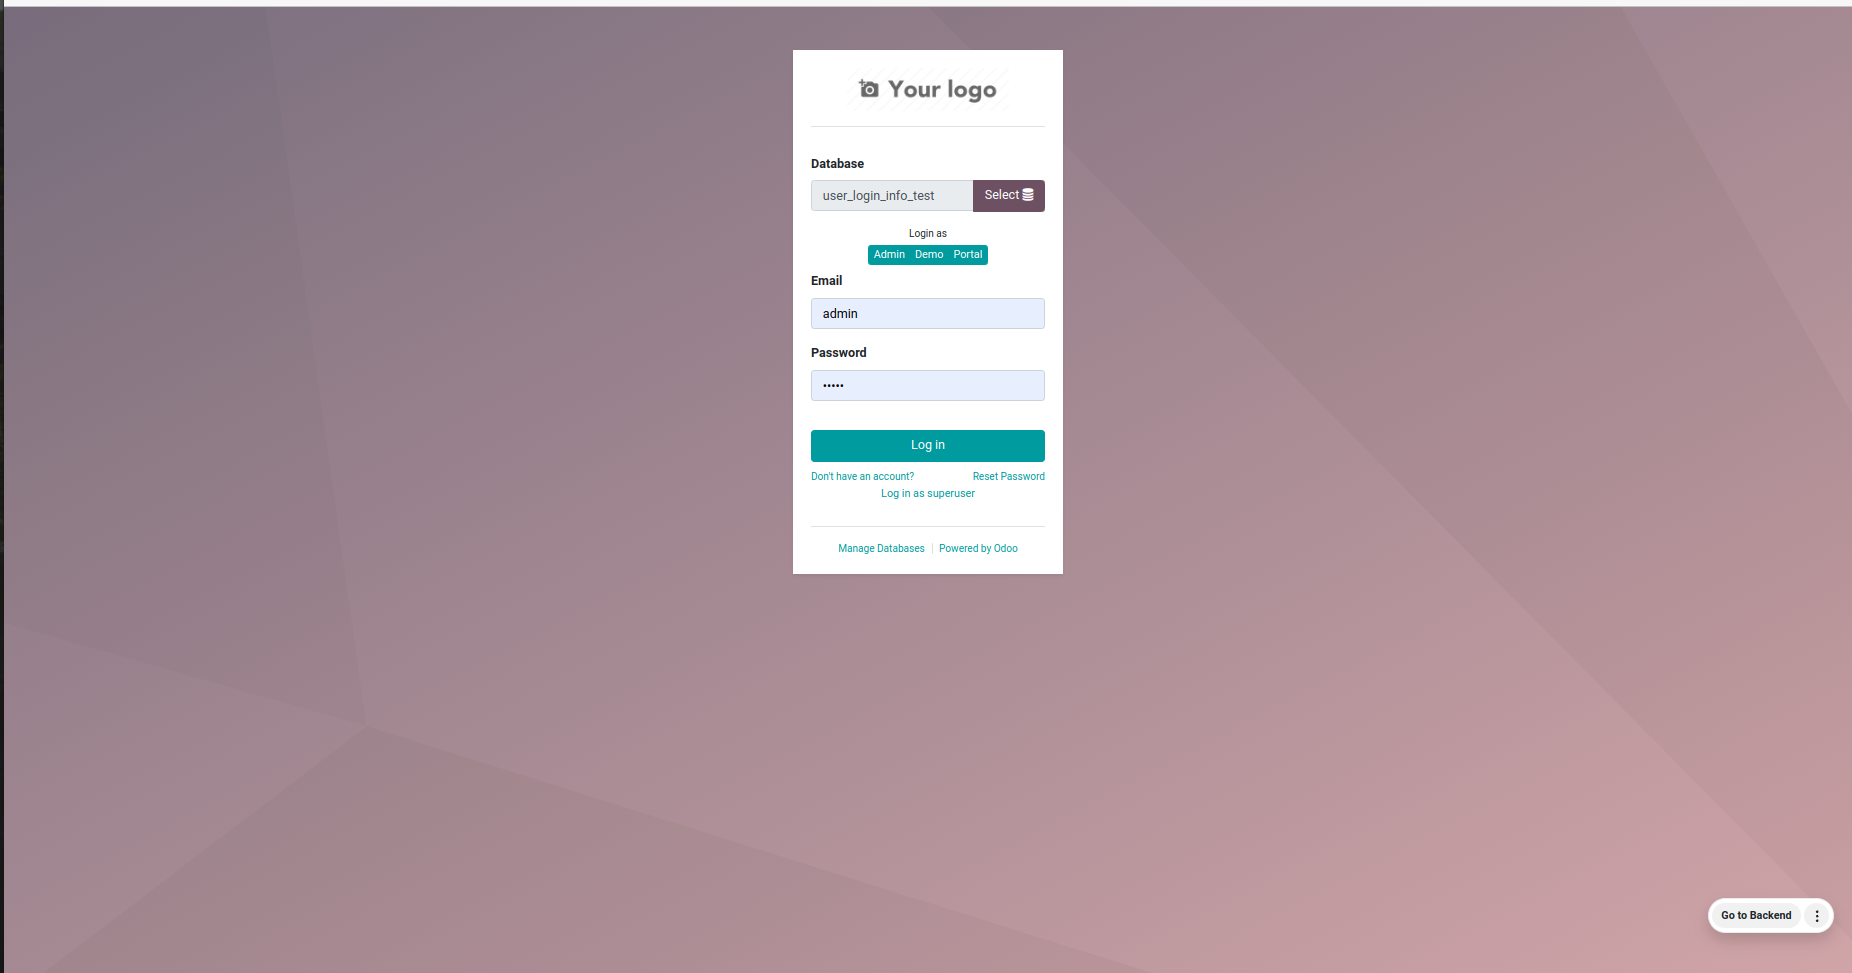 Your logo
Database
user_login_info_test Select
Login as
Admin Demo Portal
Email
admin
Password
•••••
Log in
Don't have an account? Reset Password
Log in as superuser
Manage Databases | Powered by Odoo
Go to Backend